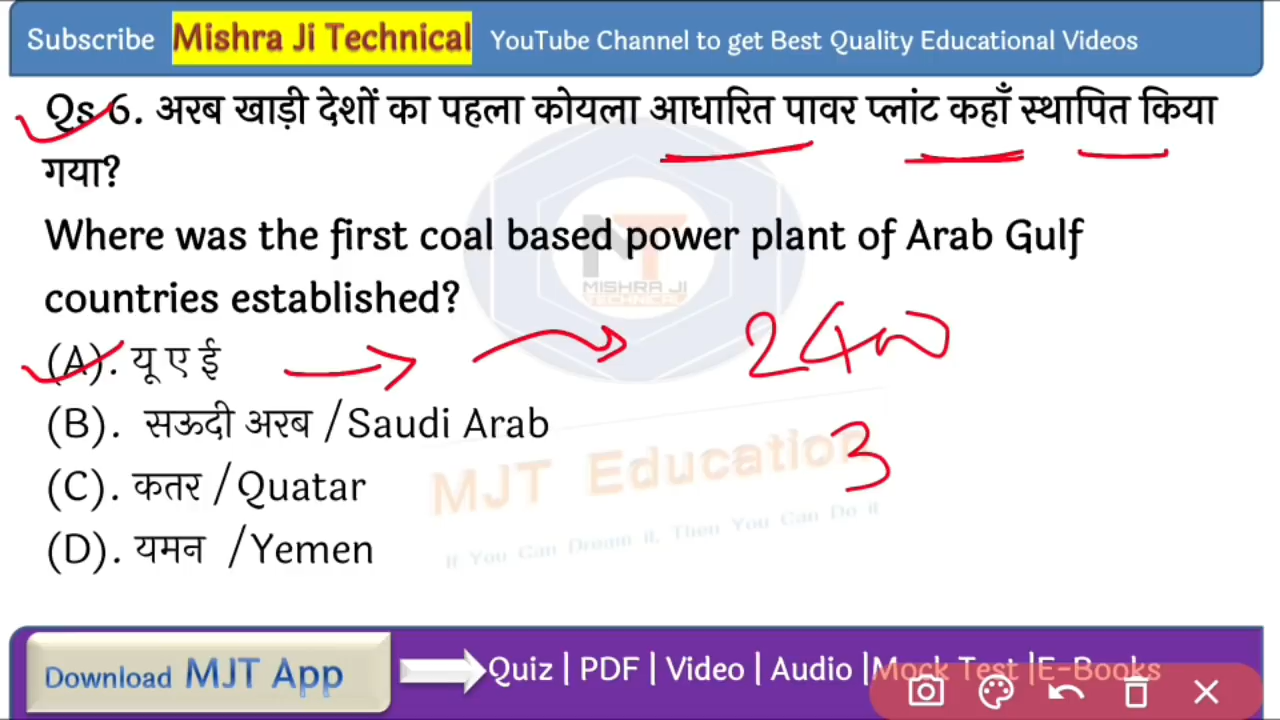 Subscribe Mishra Ji Technical YouTube Channel to get Best Quality Educational Videos
Qs 6. अरब खाड़ी देशों का पहला कोयला आधारित पावर प्लांट कहाँ स्थापित किया
गया?
Where was the first coal based power plant of Arab Gulf
countries established?
(A). यू ए ई
2400
(B). सऊदी अरब /Saudi Arab
3
(C). कतर /Quatar
(D). यमन /Yemen
MT
MISHRA JI
TECHNICAL
MJT Education
If You Can Dream it, Then You Can Do it
Download MJT App Quiz | PDF | Video | Audio |Mock Test |E-Books